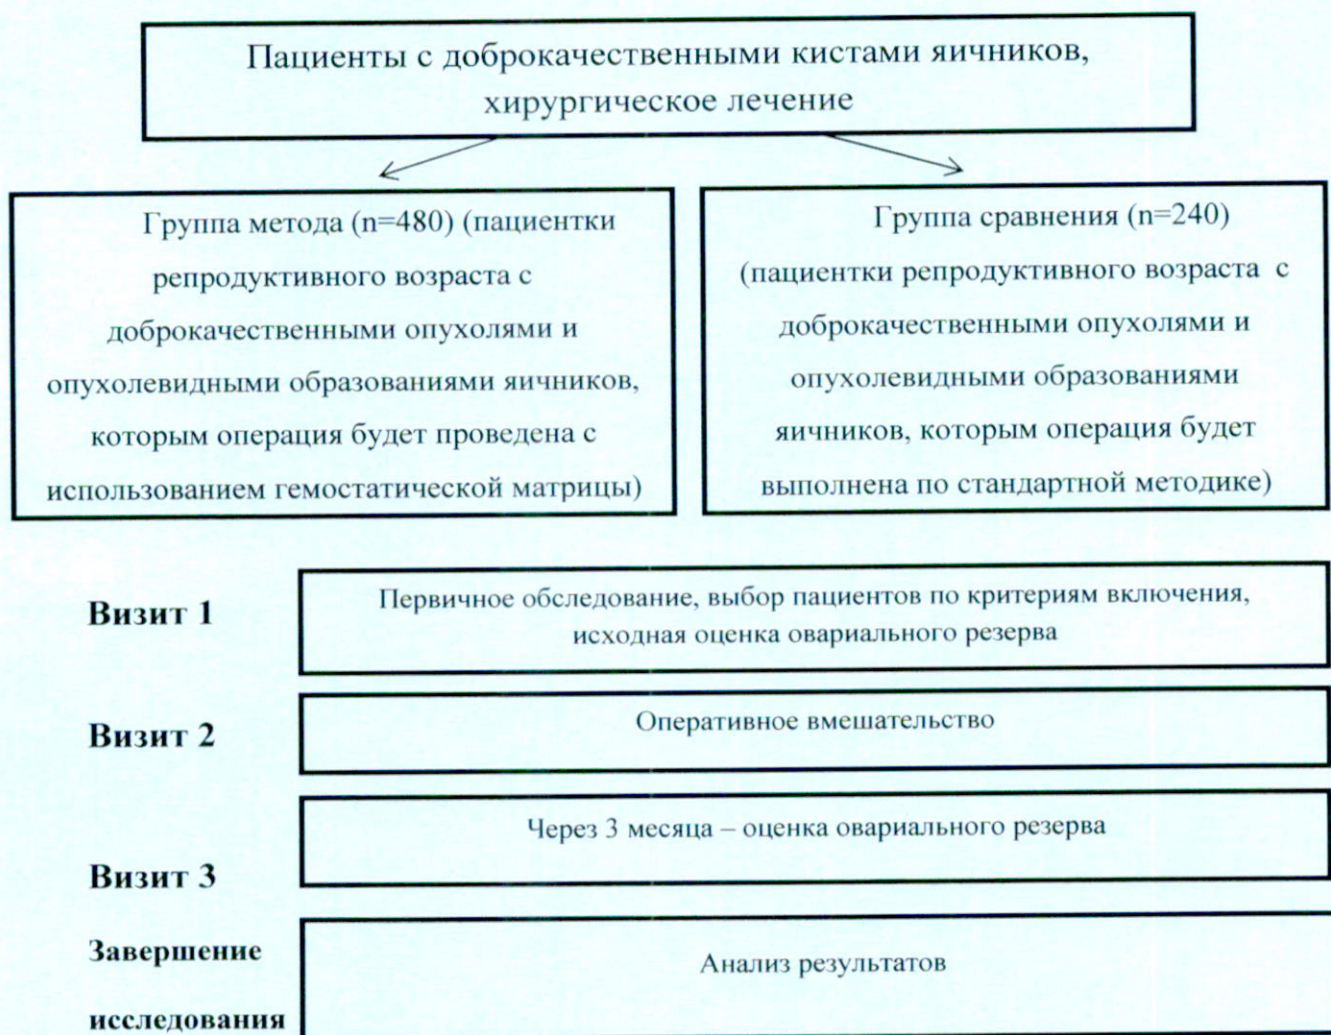 Пациенты с доброкачественными кистами яичников,
хирургическое лечение
Группа метода (n=480) (пациентки
репродуктивного возраста с
доброкачественными опухолями и
опухолевидными образованиями яичников,
которым операция будет проведена с
использованием гемостатической матрицы)
Группа сравнения (n=240)
(пациентки репродуктивного возраста с
доброкачественными опухолями и
опухолевидными образованиями
яичников, которым операция будет
выполнена по стандартной методике)
Визит 1
Первичное обследование, выбор пациентов по критериям включения,
исходная оценка овариального резерва
Визит 2
Оперативное вмешательство
Визит 3
Через 3 месяца – оценка овариального резерва
Завершение
исследования
Анализ результатов